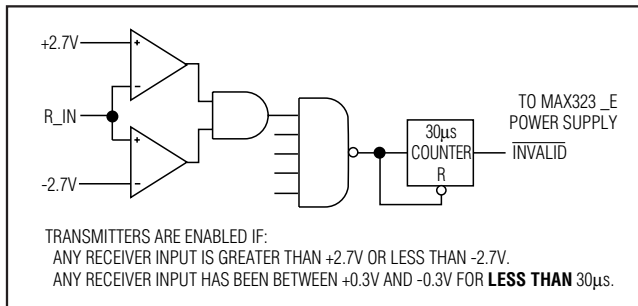 +2.7V
+
-
R_IN
+
-
-2.7V
30µs
COUNTER
R
TO MAX323 _E
POWER SUPPLY
INVALID
TRANSMITTERS ARE ENABLED IF:
ANY RECEIVER INPUT IS GREATER THAN +2.7V OR LESS THAN -2.7V.
ANY RECEIVER INPUT HAS BEEN BETWEEN +0.3V AND -0.3V FOR LESS THAN 30µs.